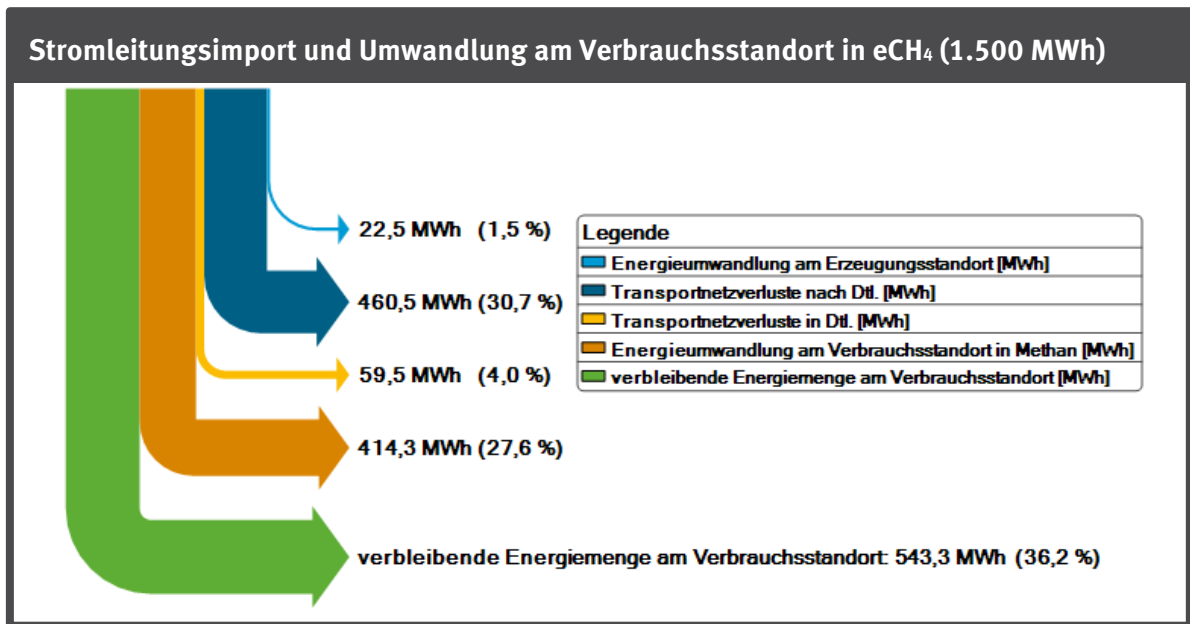 Stromleitungsimport und Umwandlung am Verbrauchsstandort in eCH₄ (1.500 MWh)
22,5 MWh (1,5 %)
460,5 MWh (30,7 %)
59,5 MWh (4,0 %)
414,3 MWh (27,6 %)
verbleibende Energiemenge am Verbrauchsstandort: 543,3 MWh (36,2 %)
Legende
Energieumwandlung am Erzeugungsstandort [MWh]
Transportnetzverluste nach Dtl. [MWh]
Transportnetzverluste in Dtl. [MWh]
Energieumwandlung am Verbrauchsstandort in Methan [MWh]
verbleibende Energiemenge am Verbrauchsstandort [MWh]